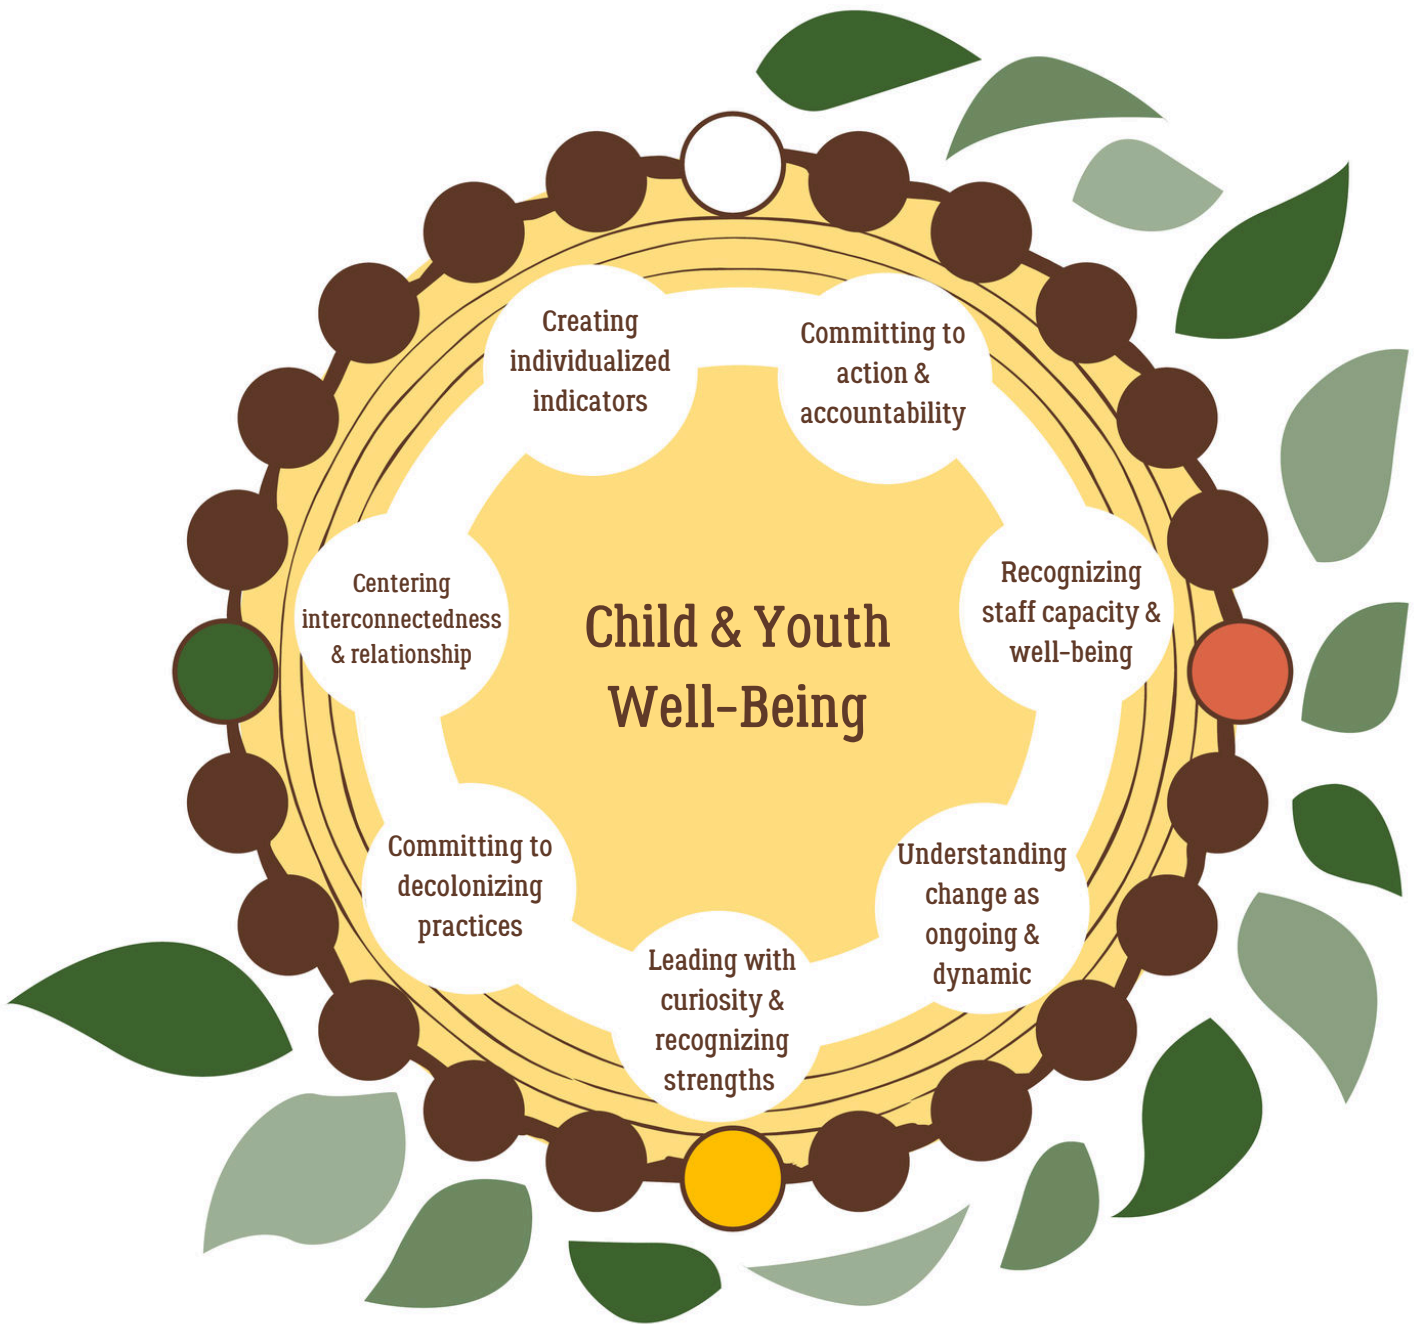 Creating
individualized
indicators
Committing to
action &
accountability
Centering
interconnectedness
& relationship
Recognizing
staff capacity &
well-being
Child & Youth
Well-Being
Committing to
decolonizing
practices
Understanding
change as
ongoing &
dynamic
Leading with
curiosity &
recognizing
strengths